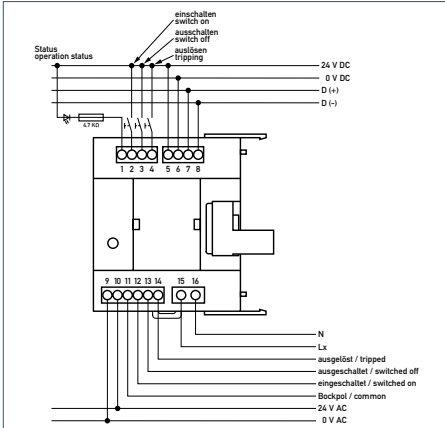 einschalten
switch on
ausschalten
switch off
auslösen
tripping
Status
operation status
24 V DC
0 V DC
D (+)
D (-)
4.7 KΩ
1 2 3 4 5 6 7 8
9 10 11 12 13 14 15 16
N
Lx
ausgelöst / tripped
ausgeschaltet / switched off
eingeschaltet / switched on
Bockpol / common
24 V AC
0 V AC